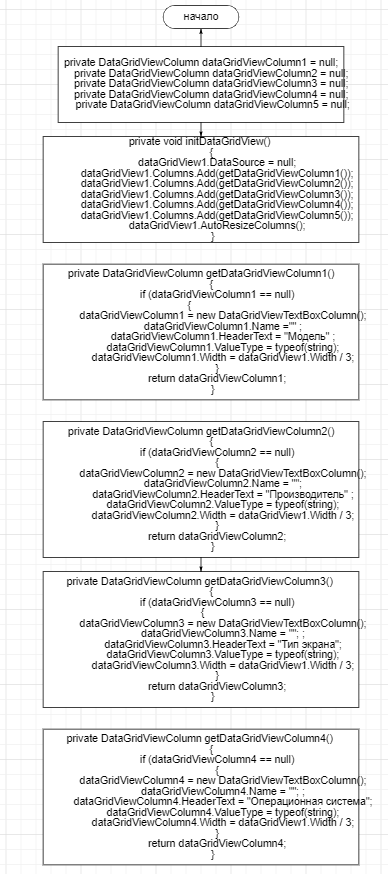 начало
private DataGridViewColumn dataGridViewColumn1 = null;
private DataGridViewColumn dataGridViewColumn2 = null;
private DataGridViewColumn dataGridViewColumn3 = null;
private DataGridViewColumn dataGridViewColumn4 = null;
private DataGridViewColumn dataGridViewColumn5 = null;
private void initDataGridView()
{
dataGridView1.DataSource = null;
dataGridView1.Columns.Add(getDataGridViewColumn1());
dataGridView1.Columns.Add(getDataGridViewColumn2());
dataGridView1.Columns.Add(getDataGridViewColumn3());
dataGridView1.Columns.Add(getDataGridViewColumn4());
dataGridView1.Columns.Add(getDataGridViewColumn5());
dataGridView1.AutoResizeColumns();
}
private DataGridViewColumn getDataGridViewColumn1()
{
if (dataGridViewColumn1 == null)
{
dataGridViewColumn1 = new DataGridViewTextBoxColumn();
dataGridViewColumn1.Name ="" ;
dataGridViewColumn1.HeaderText = "Модель" ;
dataGridViewColumn1.ValueType = typeof(string);
dataGridViewColumn1.Width = dataGridView1.Width / 3;
}
return dataGridViewColumn1;
}
private DataGridViewColumn getDataGridViewColumn2()
{
if (dataGridViewColumn2 == null)
{
dataGridViewColumn2 = new DataGridViewTextBoxColumn();
dataGridViewColumn2.Name = "";
dataGridViewColumn2.HeaderText = "Производитель" ;
dataGridViewColumn2.ValueType = typeof(string);
dataGridViewColumn2.Width = dataGridView1.Width / 3;
}
return dataGridViewColumn2;
}
private DataGridViewColumn getDataGridViewColumn3()
{
if (dataGridViewColumn3 == null)
{
dataGridViewColumn3 = new DataGridViewTextBoxColumn();
dataGridViewColumn3.Name = ""; ;
dataGridViewColumn3.HeaderText = "Тип экрана";
dataGridViewColumn3.ValueType = typeof(string);
dataGridViewColumn3.Width = dataGridView1.Width / 3;
}
return dataGridViewColumn3;
}
private DataGridViewColumn getDataGridViewColumn4()
{
if (dataGridViewColumn4 == null)
{
dataGridViewColumn4 = new DataGridViewTextBoxColumn();
dataGridViewColumn4.Name = ""; ;
dataGridViewColumn4.HeaderText = "Операционная система";
dataGridViewColumn4.ValueType = typeof(string);
dataGridViewColumn4.Width = dataGridView1.Width / 3;
}
return dataGridViewColumn4;
}